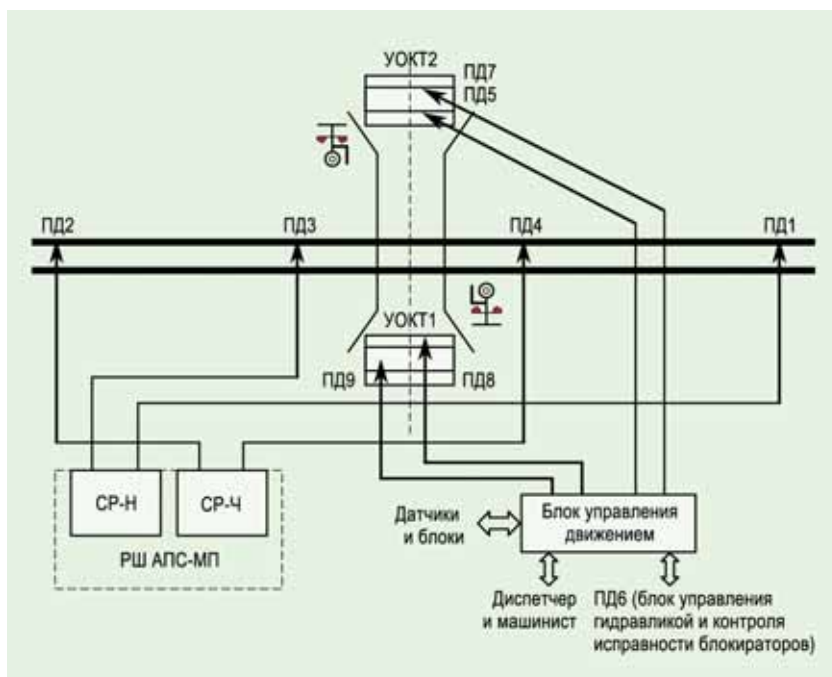 УОКТ2
ПД7
ПД5
ПД2
ПД3
ПД4
ПД1
УОКТ1
ПД9
ПД8
СР-Н
СР-Ч
РШ АПС-МП
Датчики
и блоки
Блок управления
движением
Диспетчер
и машинист
ПД6 (блок управления
гидравликой и контроля
исправности блокираторов)